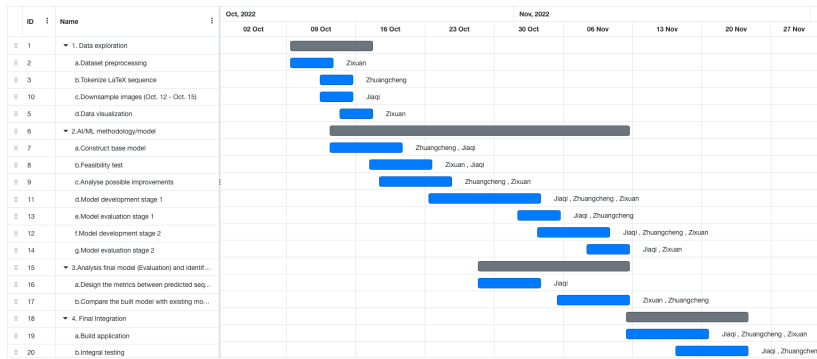 Oct, 2022 Nov, 2022
ID Name 02 Oct 09 Oct 16 Oct 23 Oct 30 Oct 06 Nov 13 Nov 20 Nov 27 Nov
1 1. Data exploration
2 a.Dataset preprocessing Zixuan
3 b.Tokenize LaTeX sequence Zhuangcheng
10 c.Downsample images (Oct. 12 - Oct. 15) Jiaqi
5 d.Data visualization Zixuan
6 2.AI/ML methodology/model
7 a.Construct base model Zhuangcheng , Jiaqi
8 b.Feasibility test Zixuan , Jiaqi
9 c.Analyse possible improvements Zhuangcheng , Zixuan
11 d.Model development stage 1 Jiaqi , Zhuangcheng , Zixuan
13 e.Model evaluation stage 1 Jiaqi , Zhuangcheng
12 f.Model development stage 2 Jiaqi , Zhuangcheng , Zixuan
14 g.Model evaluation stage 2 Jiaqi , Zixuan
15 3.Analysis final model (Evaluation) and identif...
16 a.Design the metrics between predicted seq... Jiaqi
17 b.Compare the built model with existing mo... Zixuan , Zhuangcheng
18 4. Final Integration
19 a.Build application Jiaqi , Zhuangcheng , Zixuan
20 b.Integral testing Jiaqi , Zhuangchen